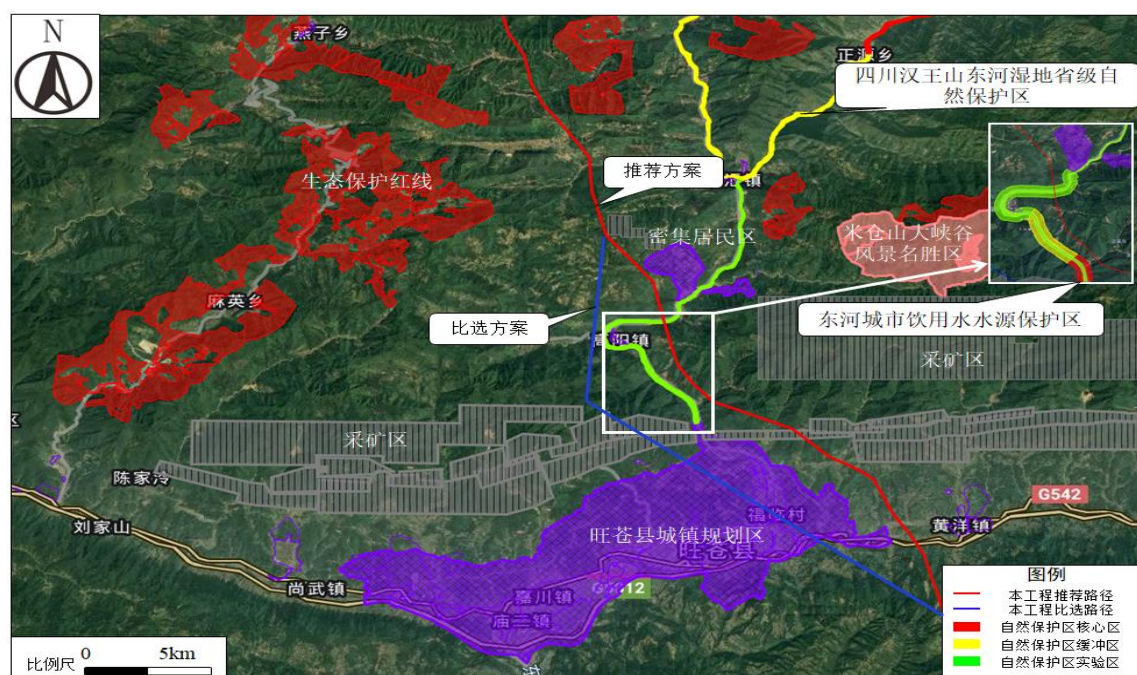 N
燕子乡
正源乡
四川汉王山东河湿地省级自
然保护区
推荐方案
生态保护红线
密集居民区
米仓山大峡谷
风景名胜区
麻英乡
比选方案
东河城市饮用水水源保护区
高阳镇
采矿区
采矿区
陈家冷
G542
刘家山
福临村
黄洋镇
旺苍县城镇规划区
旺苍县
尚武镇
嘉川镇
庙二镇
图例
本工程推荐路径
本工程比选路径
自然保护区核心区
自然保护区缓冲区
自然保护区实验区
比例尺
0
5km